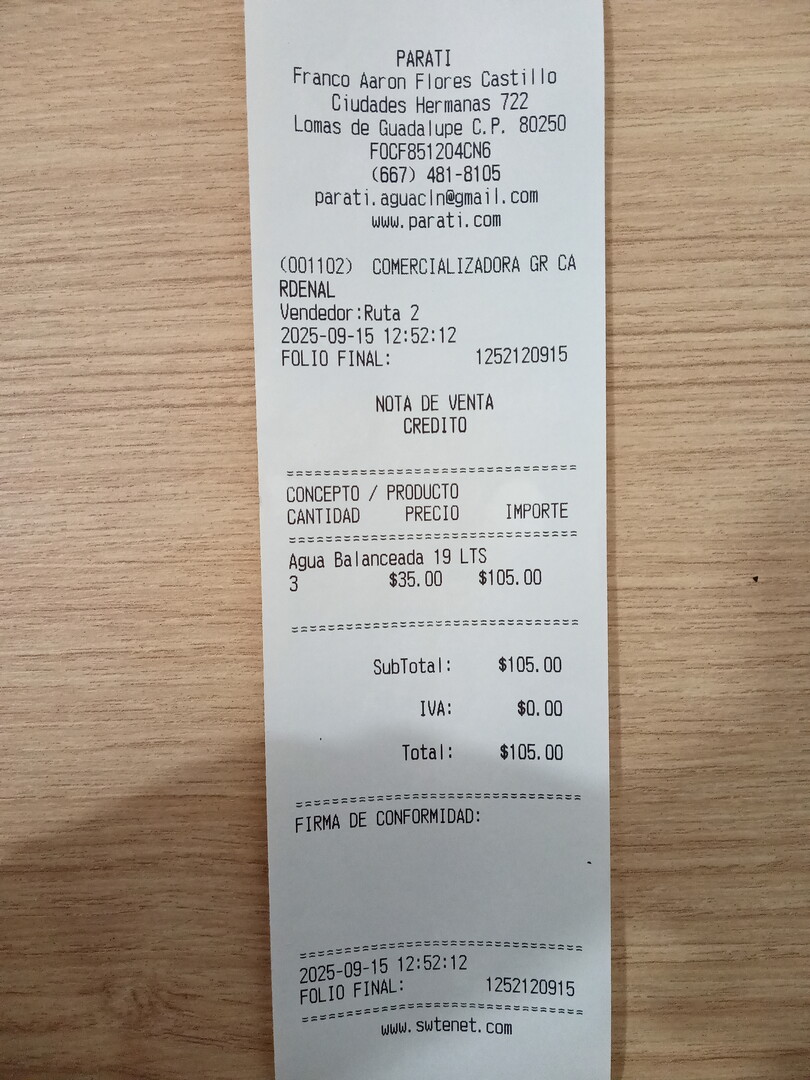 PARATI
Franco Aaron Flores Castillo
Ciudades Hermanas 722
Lomas de Guadalupe C.P. 80250
FOCF851204CN6
(667) 481-8105
parati.aguacln@gmail.com
www.parati.com
(001102) COMERCIALIZADORA GR CA
RDENAL
Vendedor:Ruta 2
2025-09-15 12:52:12
FOLIO FINAL: 1252120915
NOTA DE VENTA
CREDITO
================================
CONCEPTO / PRODUCTO
CANTIDAD PRECIO IMPORTE
================================
Agua Balanceada 19 LTS
3 $35.00 $105.00
================================
SubTotal: $105.00
IVA: $0.00
Total: $105.00
================================
FIRMA DE CONFORMIDAD:
================================
2025-09-15 12:52:12
FOLIO FINAL: 1252120915
================================
www.swtenet.com